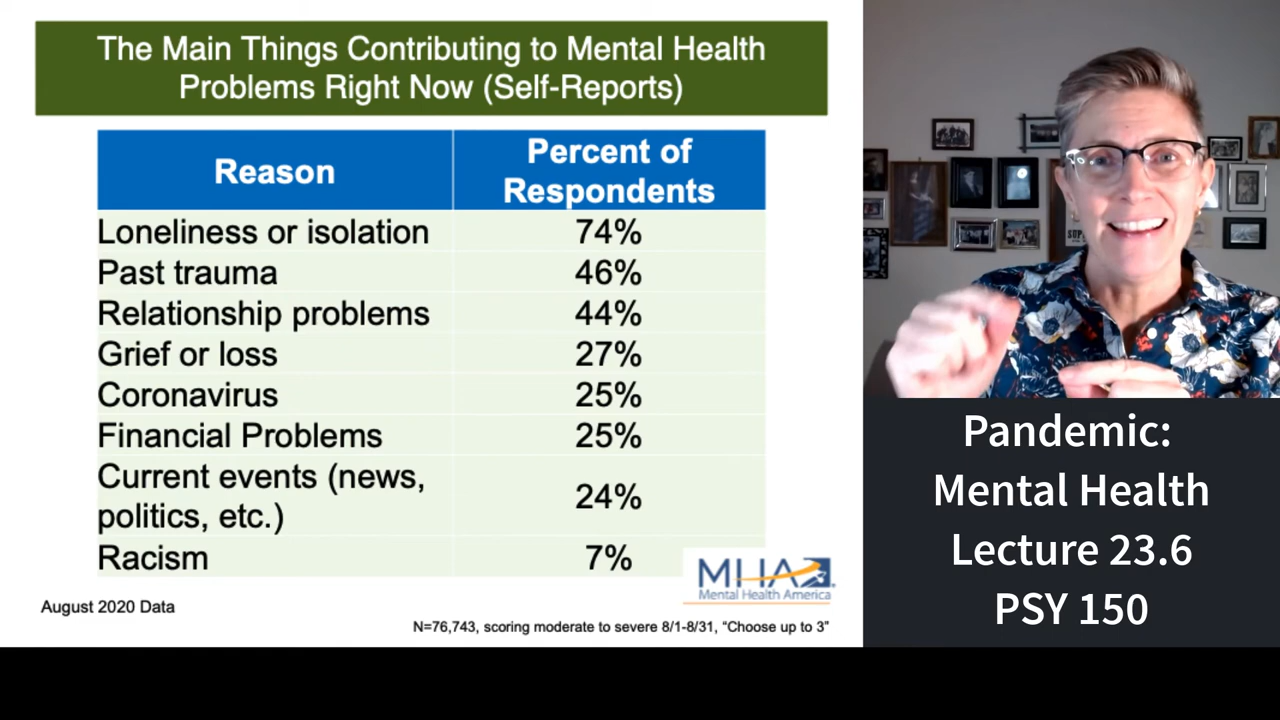 The Main Things Contributing to Mental Health
Problems Right Now (Self-Reports)
Reason
Percent of
Respondents
Loneliness or isolation 74%
Past trauma 46%
Relationship problems 44%
Grief or loss 27%
Coronavirus 25%
Financial Problems 25%
Current events (news,
politics, etc.) 24%
Racism 7%
MHA
Mental Health America
August 2020 Data
N=76,743, scoring moderate to severe 8/1-8/31, “Choose up to 3”
SUP
Pandemic:
Mental Health
Lecture 23.6
PSY 150